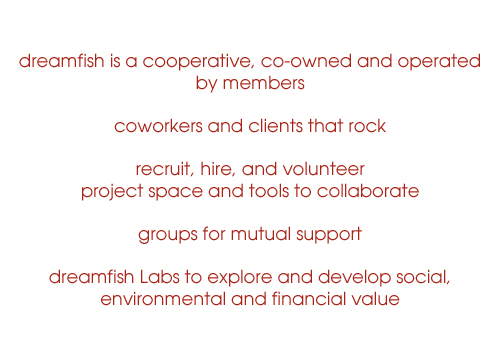 dreamfish is a cooperative, co-owned and operated
by members
coworkers and clients that rock
recruit, hire, and volunteer
project space and tools to collaborate
groups for mutual support
dreamfish Labs to explore and develop social,
environmental and financial value